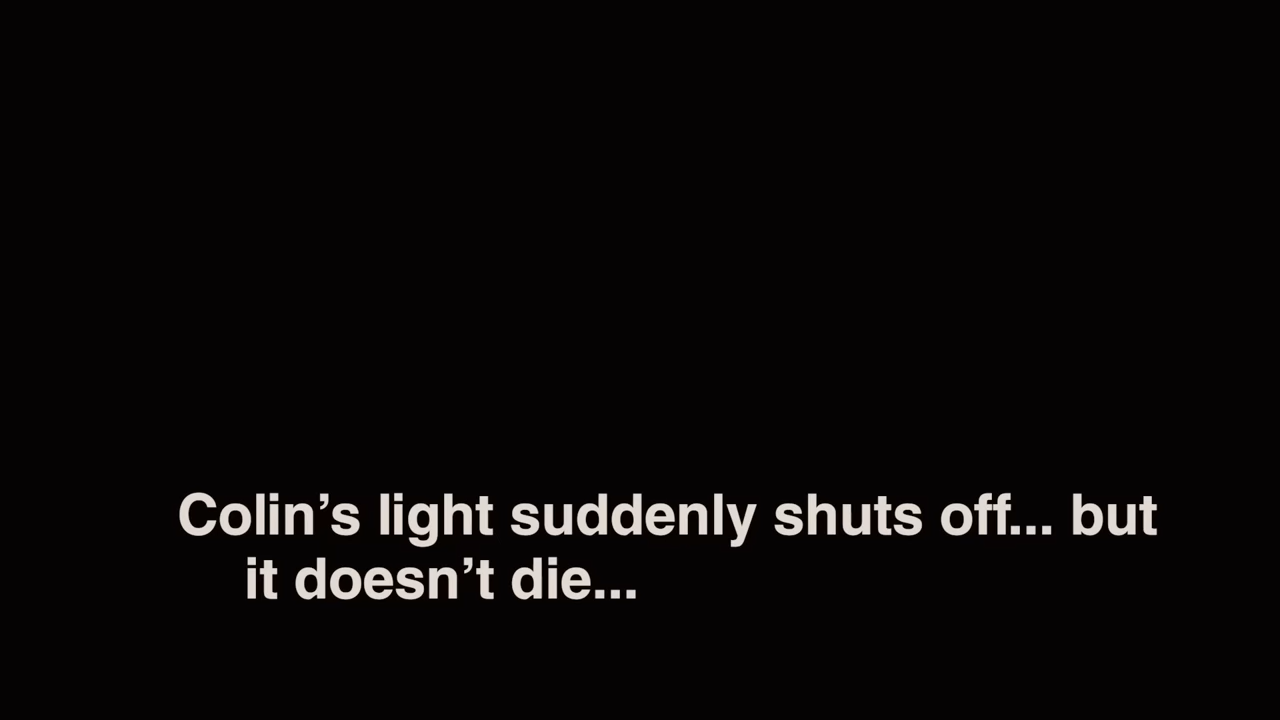 Colin’s light suddenly shuts off... but
it doesn’t die...